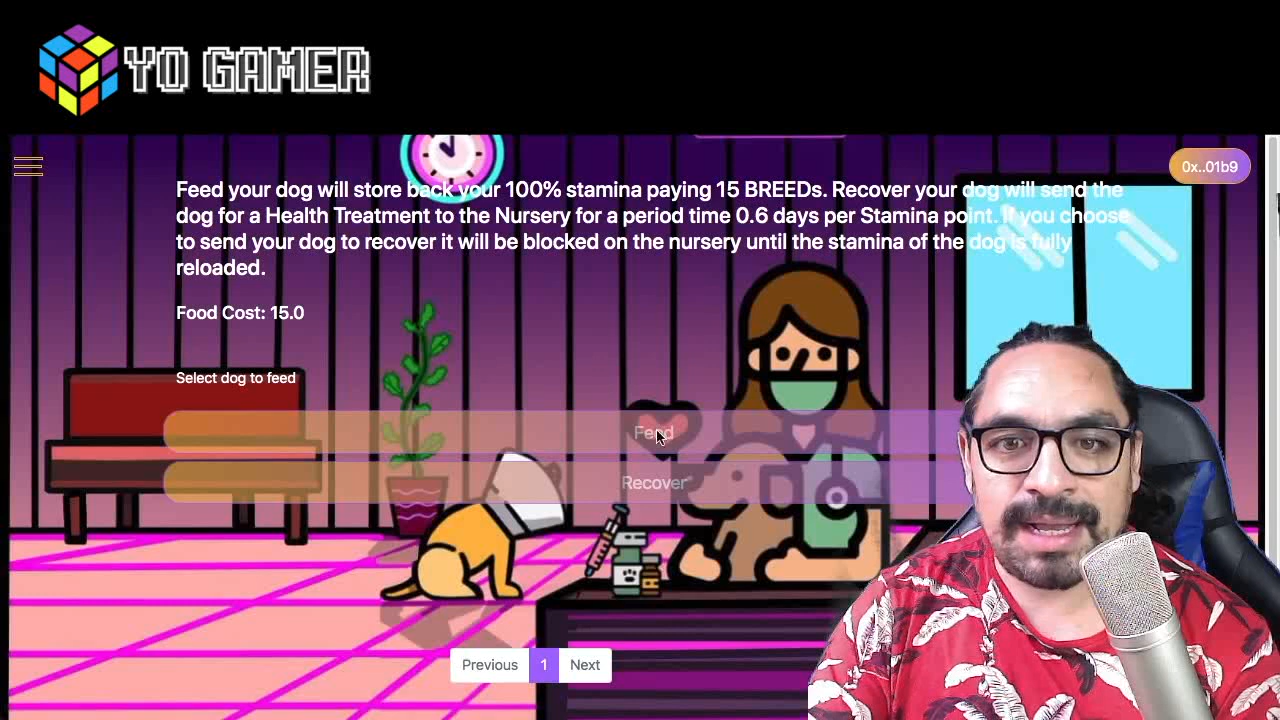 YO GAMER
0x..01b9
Feed your dog will store back your 100% stamina paying 15 BREEDs. Recover your dog will send the
dog for a Health Treatment to the Nursery for a period time 0.6 days per Stamina point. If you choose
to send your dog to recover it will be blocked on the nursery until the stamina of the dog is fully
reloaded.
Food Cost: 15.0
Select dog to feed
Feed
Recover
Previous 1 Next